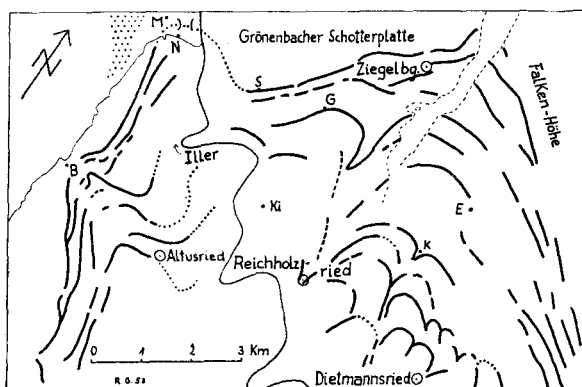 M
N
Grönenbacher Schotterplatte
Ziegelbg.
Falken-Höhe
S
G
B
Iller
Ki
E
K
Altusried
Reichholz-
ried
0 1 2 3 Km
R.G.53
Dietmannsried